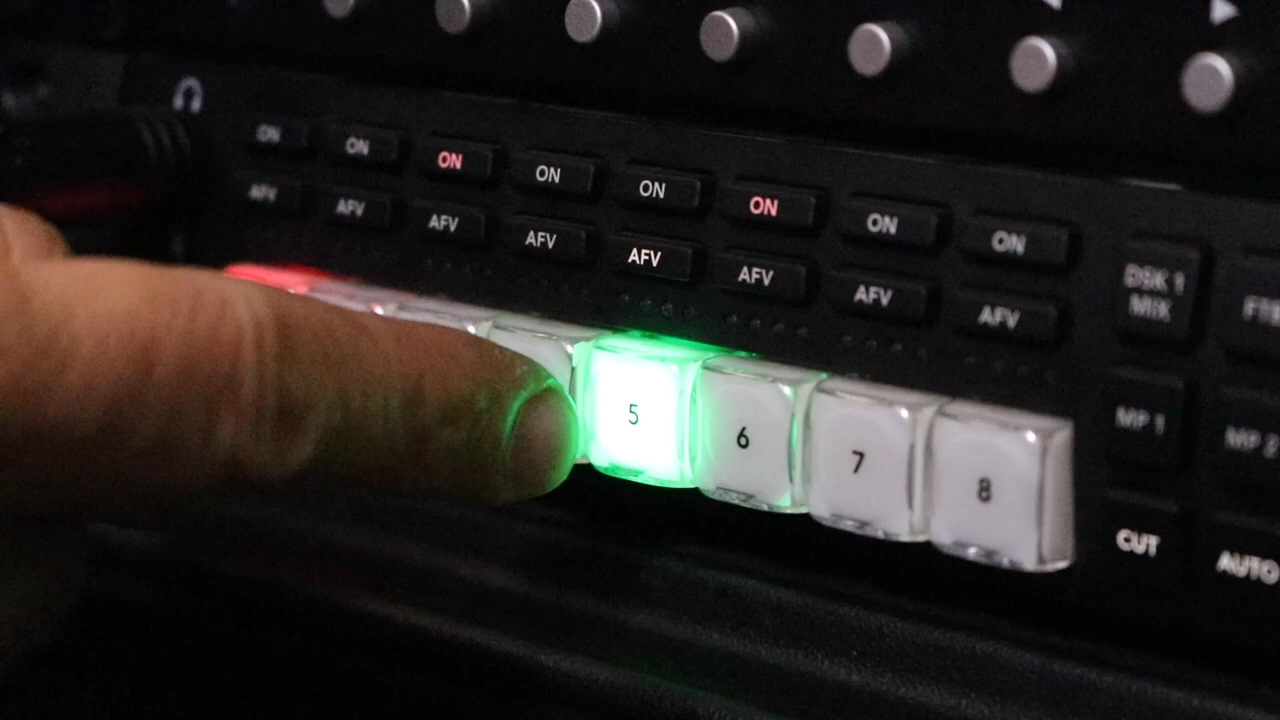 ON ON ON ON ON ON ON ON
AFV AFV AFV AFV AFV AFV AFV AFV
DSK 1
MIX
5 6 7 8
MP 1 MP 2
CUT AUTO